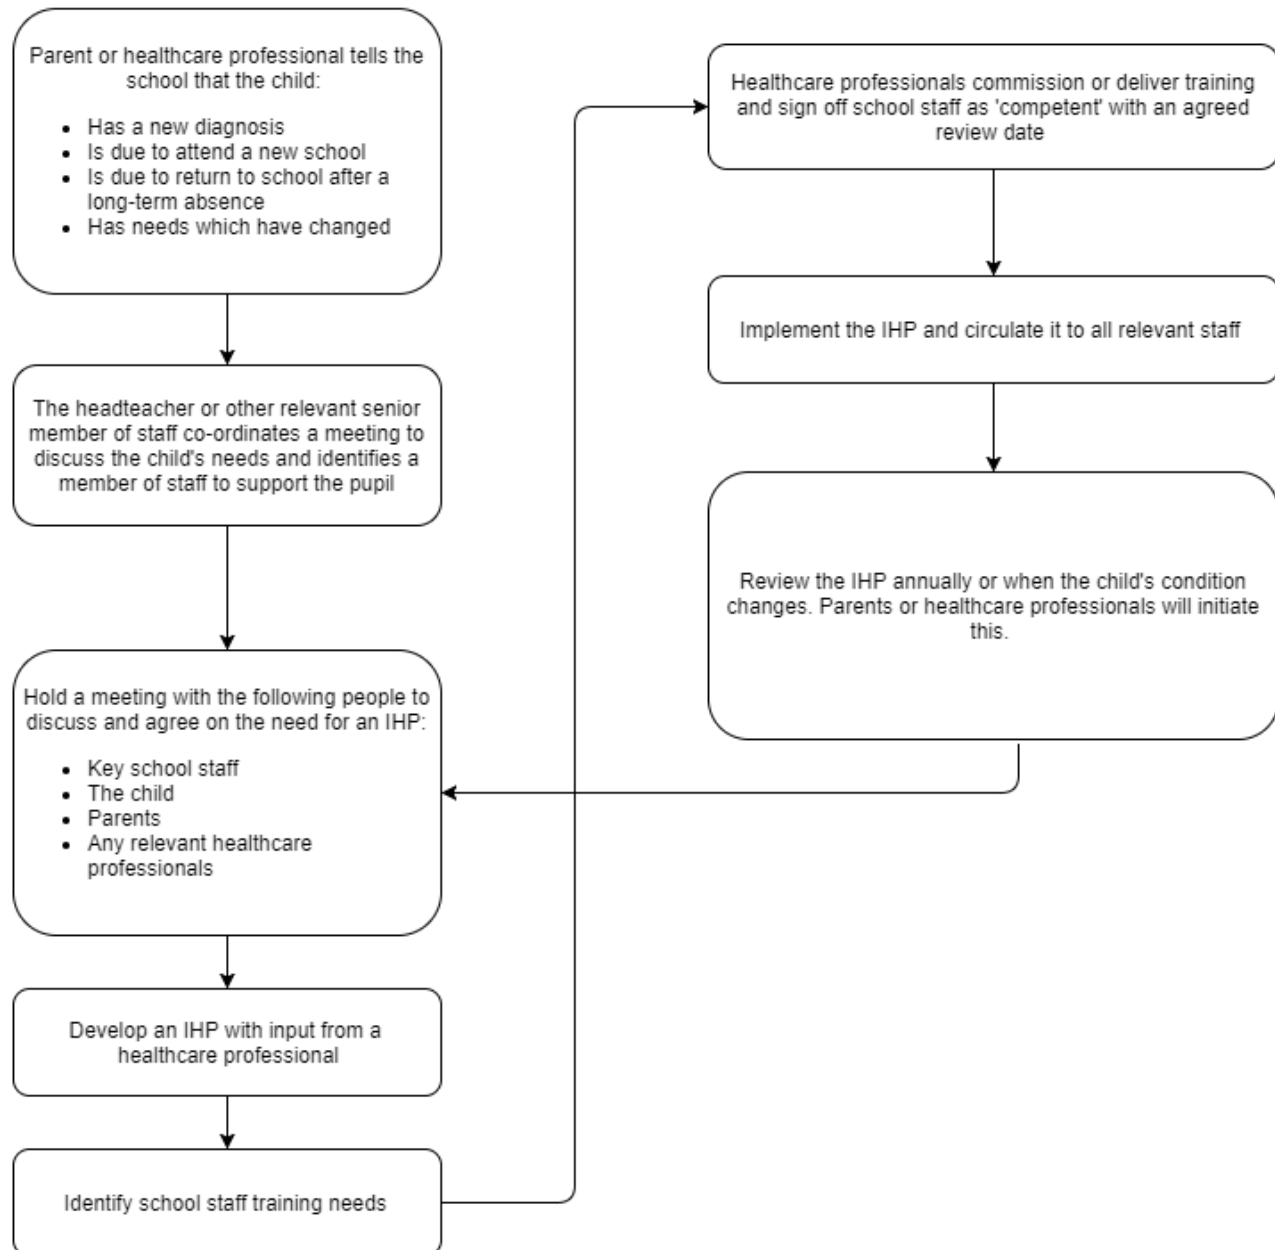 Parent or healthcare professional tells the
school that the child:
• Has a new diagnosis
• Is due to attend a new school
• Is due to return to school after a
long-term absence
• Has needs which have changed
The headteacher or other relevant senior
member of staff co-ordinates a meeting to
discuss the child's needs and identifies a
member of staff to support the pupil
Hold a meeting with the following people to
discuss and agree on the need for an IHP:
• Key school staff
• The child
• Parents
• Any relevant healthcare
professionals
Develop an IHP with input from a
healthcare professional
Identify school staff training needs
Healthcare professionals commission or deliver training
and sign off school staff as 'competent' with an agreed
review date
Implement the IHP and circulate it to all relevant staff
Review the IHP annually or when the child's condition
changes. Parents or healthcare professionals will initiate
this.